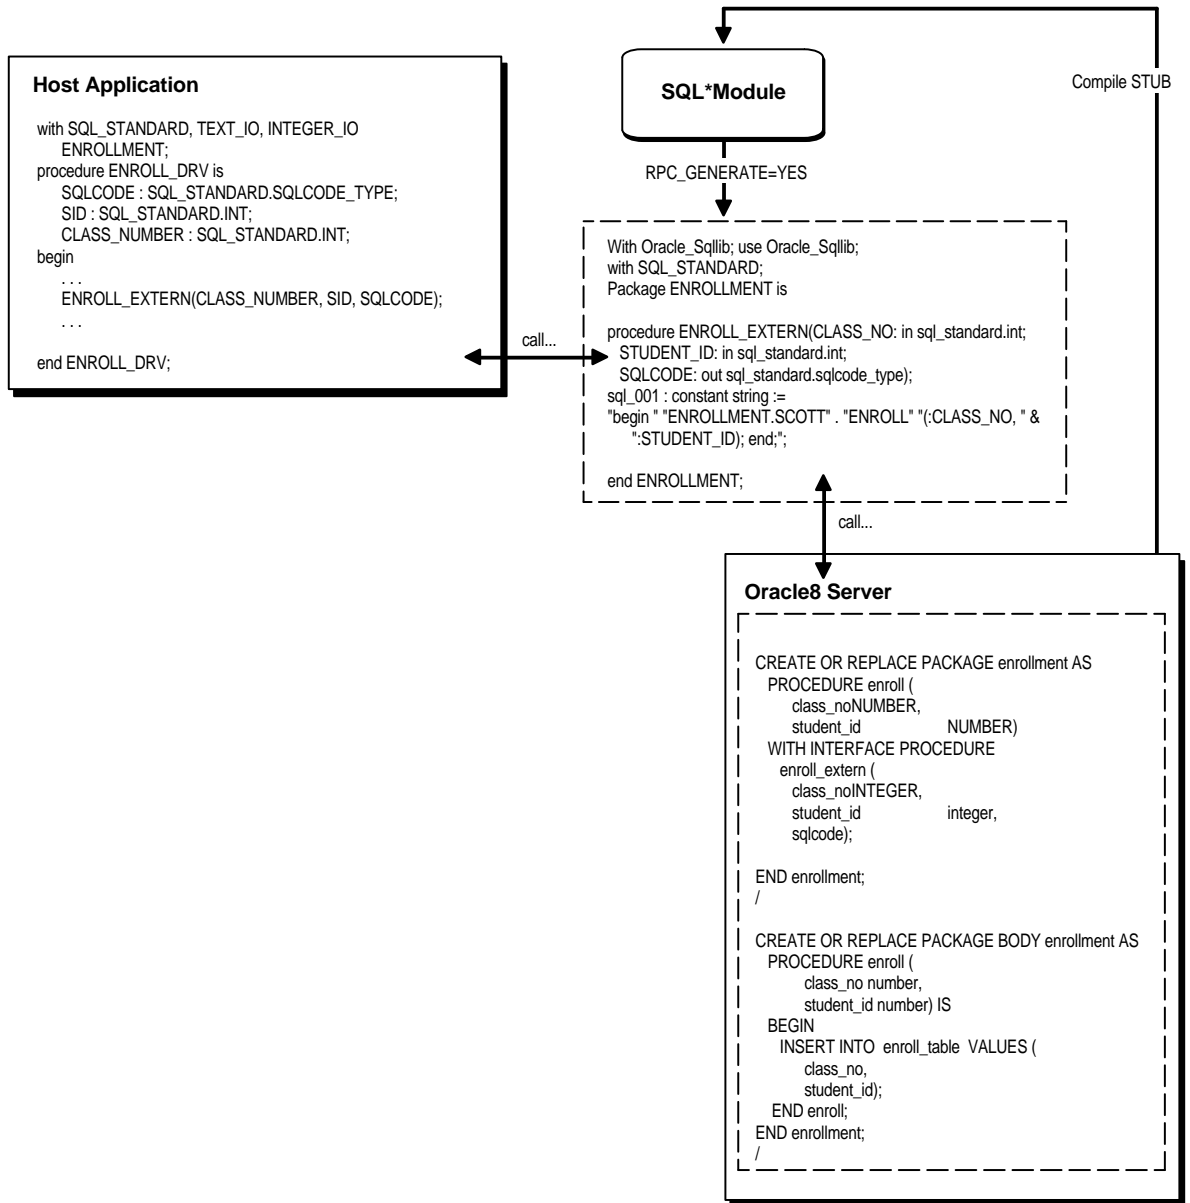 Host Application
with SQL_STANDARD, TEXT_IO, INTEGER_IO
ENROLLMENT;
procedure ENROLL_DRV is
SQLCODE : SQL_STANDARD.SQLCODE_TYPE;
SID : SQL_STANDARD.INT;
CLASS_NUMBER : SQL_STANDARD.INT;
begin
. . .
ENROLL_EXTERN(CLASS_NUMBER, SID, SQLCODE);
. . .
end ENROLL_DRV;
SQL*Module
Compile STUB
RPC_GENERATE=YES
With Oracle_Sqllib; use Oracle_Sqllib;
with SQL_STANDARD;
Package ENROLLMENT is
procedure ENROLL_EXTERN(CLASS_NO: in sql_standard.int;
STUDENT_ID: in sql_standard.int;
SQLCODE: out sql_standard.sqlcode_type);
sql_001 : constant string :=
"begin " "ENROLLMENT.SCOTT" . "ENROLL" "(:CLASS_NO, " &
":STUDENT_ID); end;";
end ENROLLMENT;
call...
call...
Oracle8 Server
CREATE OR REPLACE PACKAGE enrollment AS
PROCEDURE enroll (
class_noNUMBER,
student_id NUMBER)
WITH INTERFACE PROCEDURE
enroll_extern (
class_noINTEGER,
student_id integer,
sqlcode);
END enrollment;
/
CREATE OR REPLACE PACKAGE BODY enrollment AS
PROCEDURE enroll (
class_no number,
student_id number) IS
BEGIN
INSERT INTO enroll_table VALUES (
class_no,
student_id);
END enroll;
END enrollment;
/